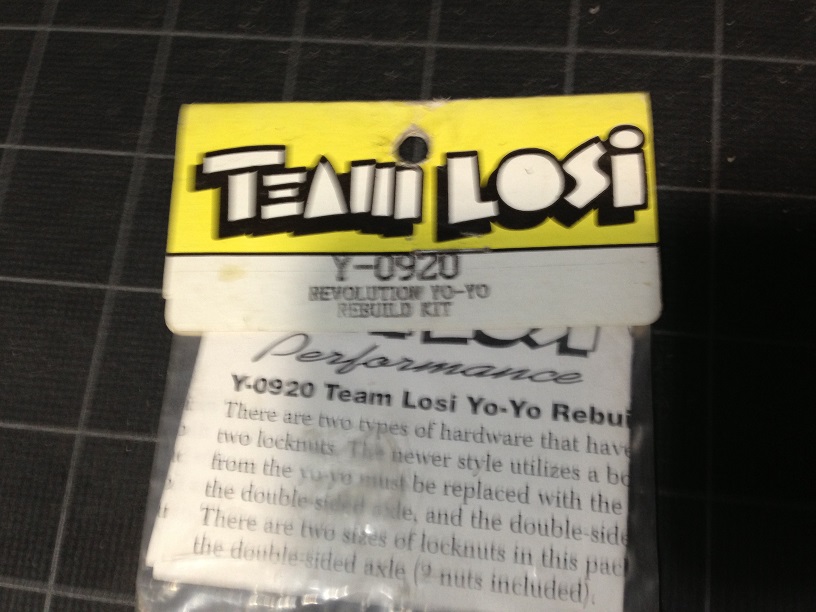 TEAM LOSI
Y-0920
REVOLUTION YO-YO
REBUILD KIT
Performance
Y-0920 Team Losi Yo-Yo Rebui
There are two types of hardware that have
two locknuts. The newer style utilizes a bo
from the yo-yo must be replaced with the
the double-sided axle, and the double-side
There are two sizes of locknuts in this pac
the double-sided axle (2 nuts included).